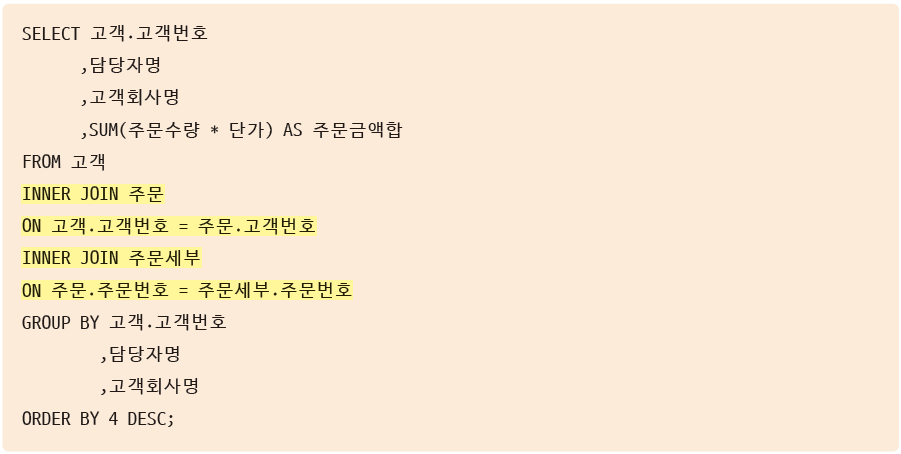 SELECT 고객.고객번호
      ,담당자명
      ,고객회사명
      ,SUM(주문수량 * 단가) AS 주문금액합
FROM 고객
INNER JOIN 주문
ON 고객.고객번호 = 주문.고객번호
INNER JOIN 주문세부
ON 주문.주문번호 = 주문세부.주문번호
GROUP BY 고객.고객번호
        ,담당자명
        ,고객회사명
ORDER BY 4 DESC;